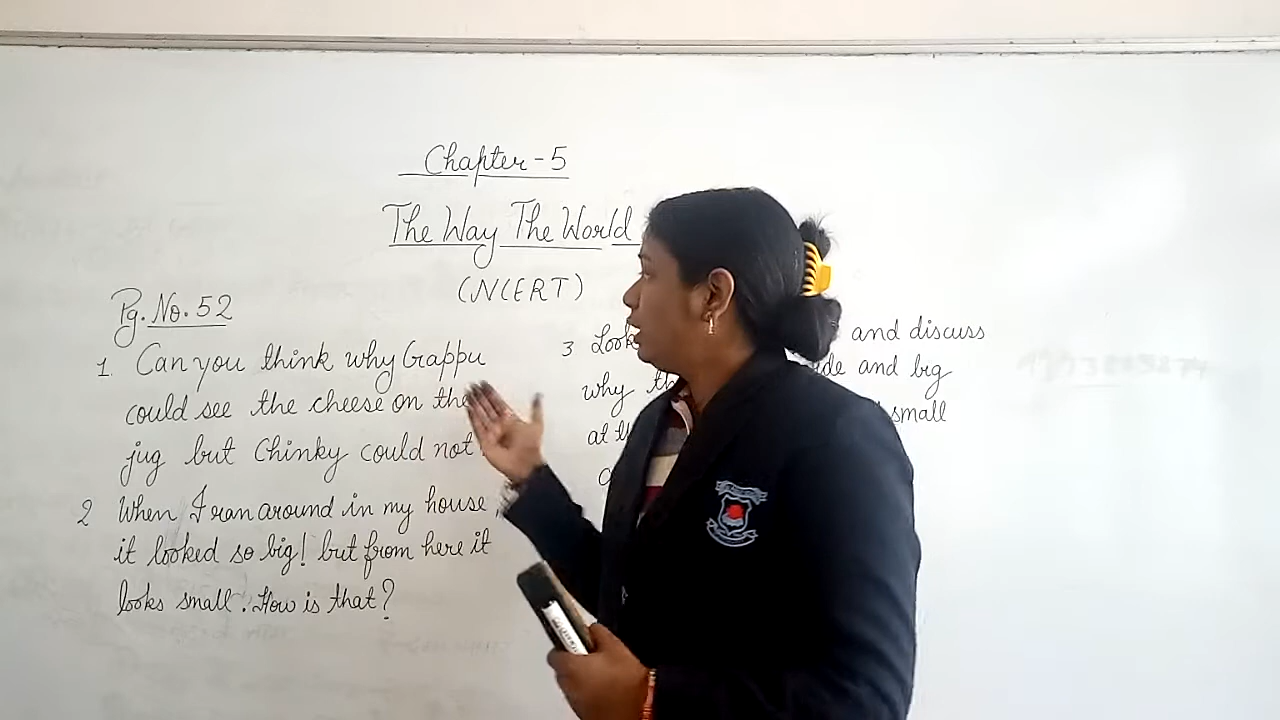 Chapter-5
The Way The World
(NCERT)
Pg. No. 52
1. Can you think why Gappu
could see the cheese on the
jug but Chinky could not
2 When I ran around in my house
it looked so big! but from here it
looks small. How is that?
3 Look and discuss
why and big
at small